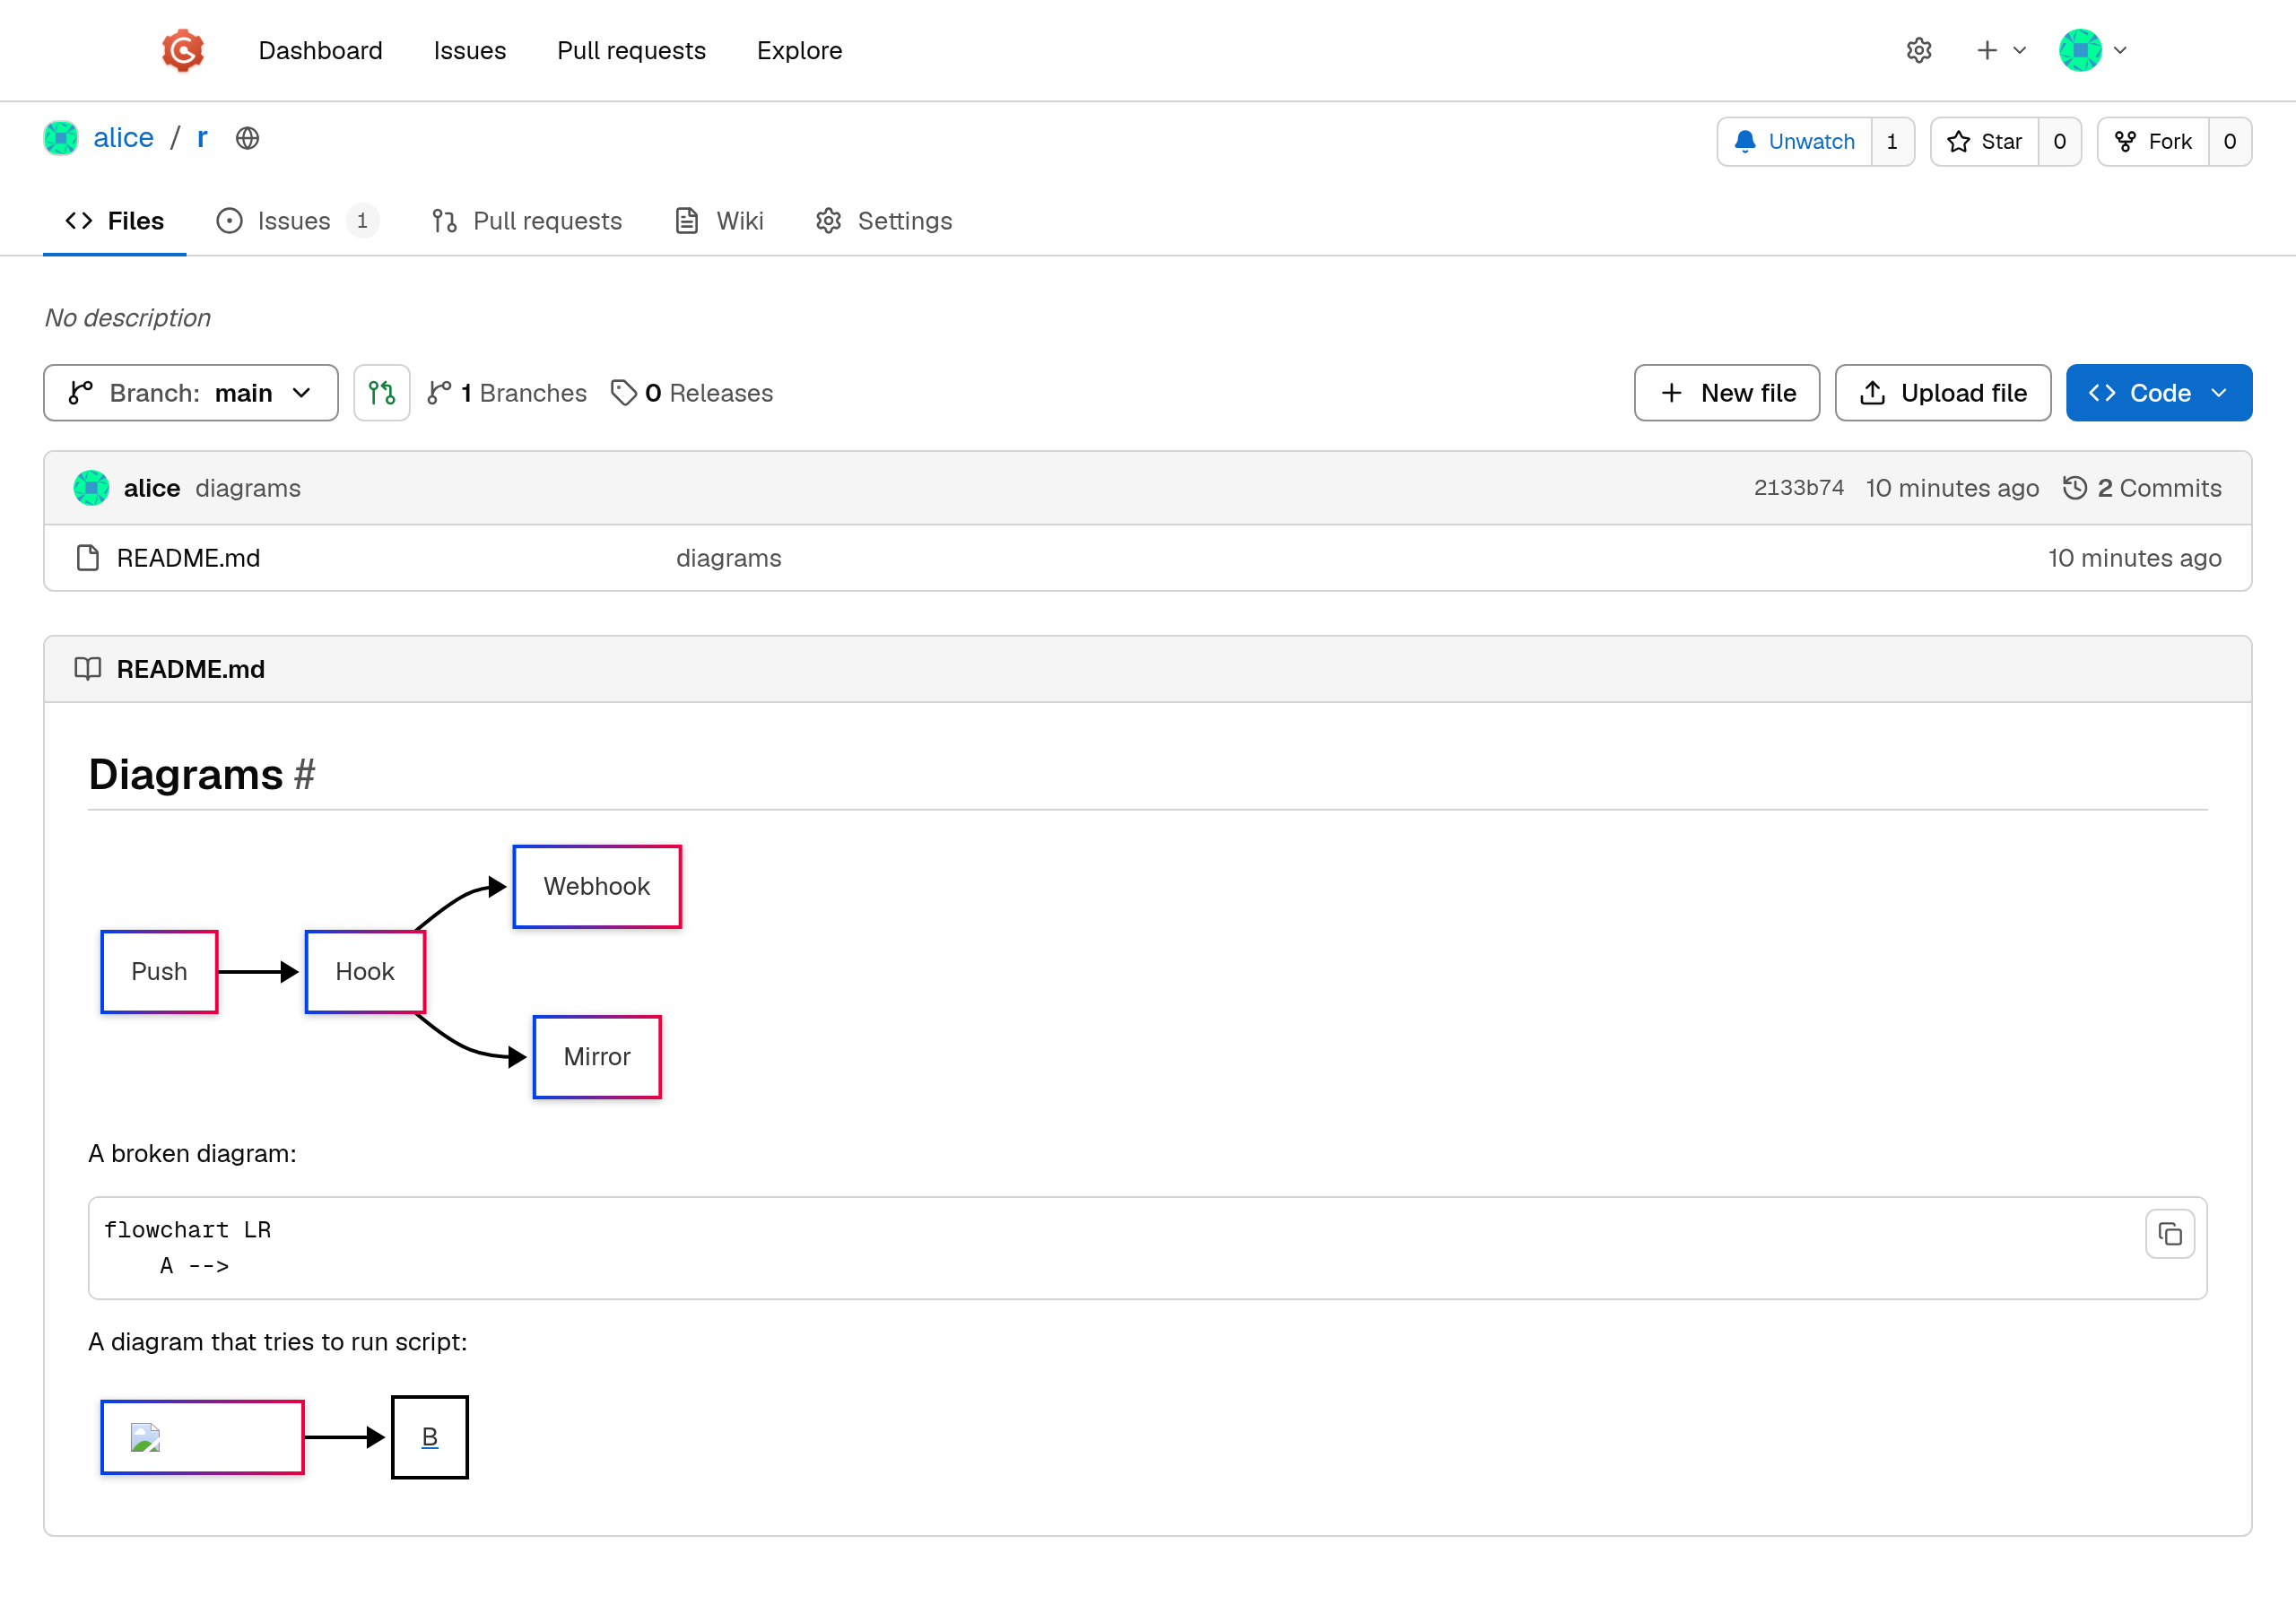 Dashboard Issues Pull requests Explore
alice / r
Unwatch 1 Star 0 Fork 0
Files Issues 1 Pull requests Wiki Settings
No description
Branch: main 1 Branches 0 Releases New file Upload file Code
alice diagrams 2133b74 10 minutes ago 2 Commits
README.md diagrams 10 minutes ago
README.md
Diagrams #
Webhook
Push Hook
Mirror
A broken diagram:
flowchart LR
    A -->
A diagram that tries to run script:
B